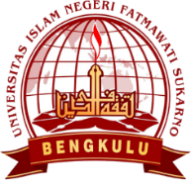 UNIVERSITAS ISLAM NEGERI FATMAWATI SUKARNO
BENGKULU